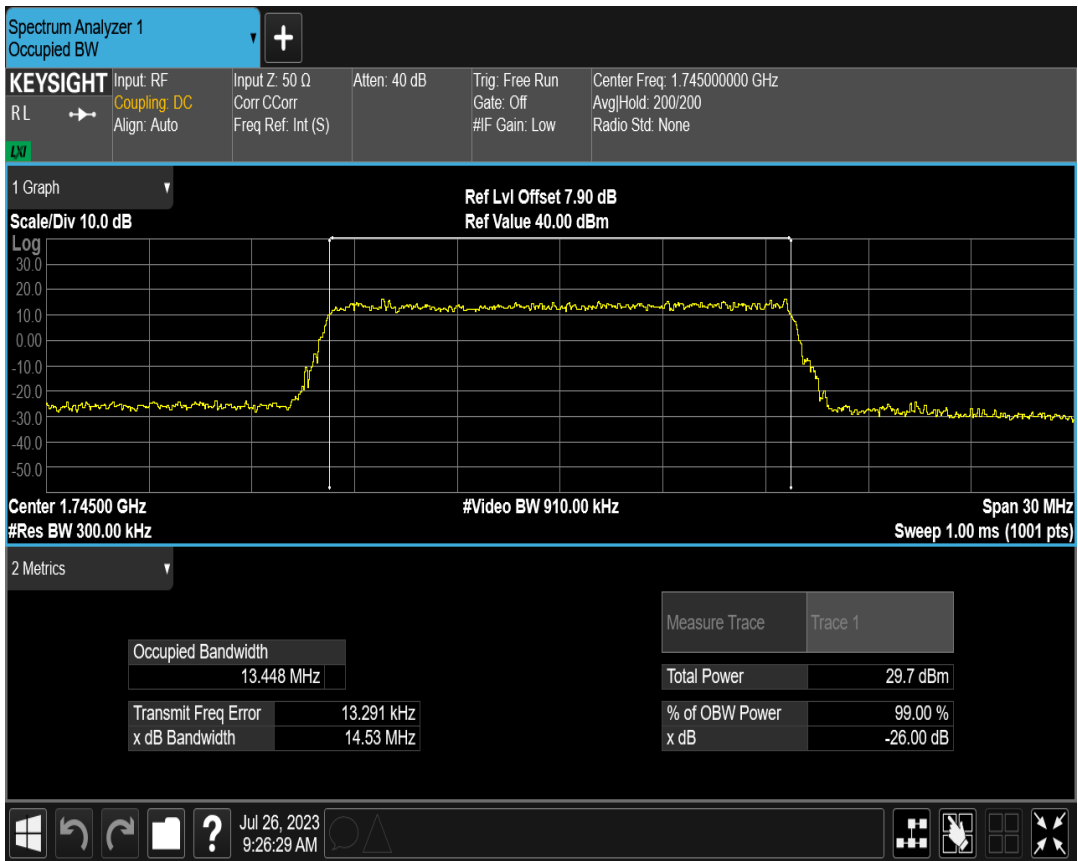 Spectrum Analyzer 1
Occupied BW
KEYSIGHT
RL
LXI
Input: RF
Coupling: DC
Align: Auto
Input Z: 50 Ω
Corr CCorr
Freq Ref: Int (S)
Atten: 40 dB
Trig: Free Run
Gate: Off
#IF Gain: Low
Center Freq: 1.745000000 GHz
Avg|Hold: 200/200
Radio Std: None
1 Graph
Scale/Div 10.0 dB
Ref Lvl Offset 7.90 dB
Ref Value 40.00 dBm
Log
30.0
20.0
10.0
0.00
-10.0
-20.0
-30.0
-40.0
-50.0
Center 1.74500 GHz
#Video BW 910.00 kHz
Span 30 MHz
#Res BW 300.00 kHz
Sweep 1.00 ms (1001 pts)
2 Metrics
Measure Trace Trace 1
Occupied Bandwidth
13.448 MHz
Total Power 29.7 dBm
Transmit Freq Error 13.291 kHz
% of OBW Power 99.00 %
x dB Bandwidth 14.53 MHz
x dB -26.00 dB
?
Jul 26, 2023
9:26:29 AM